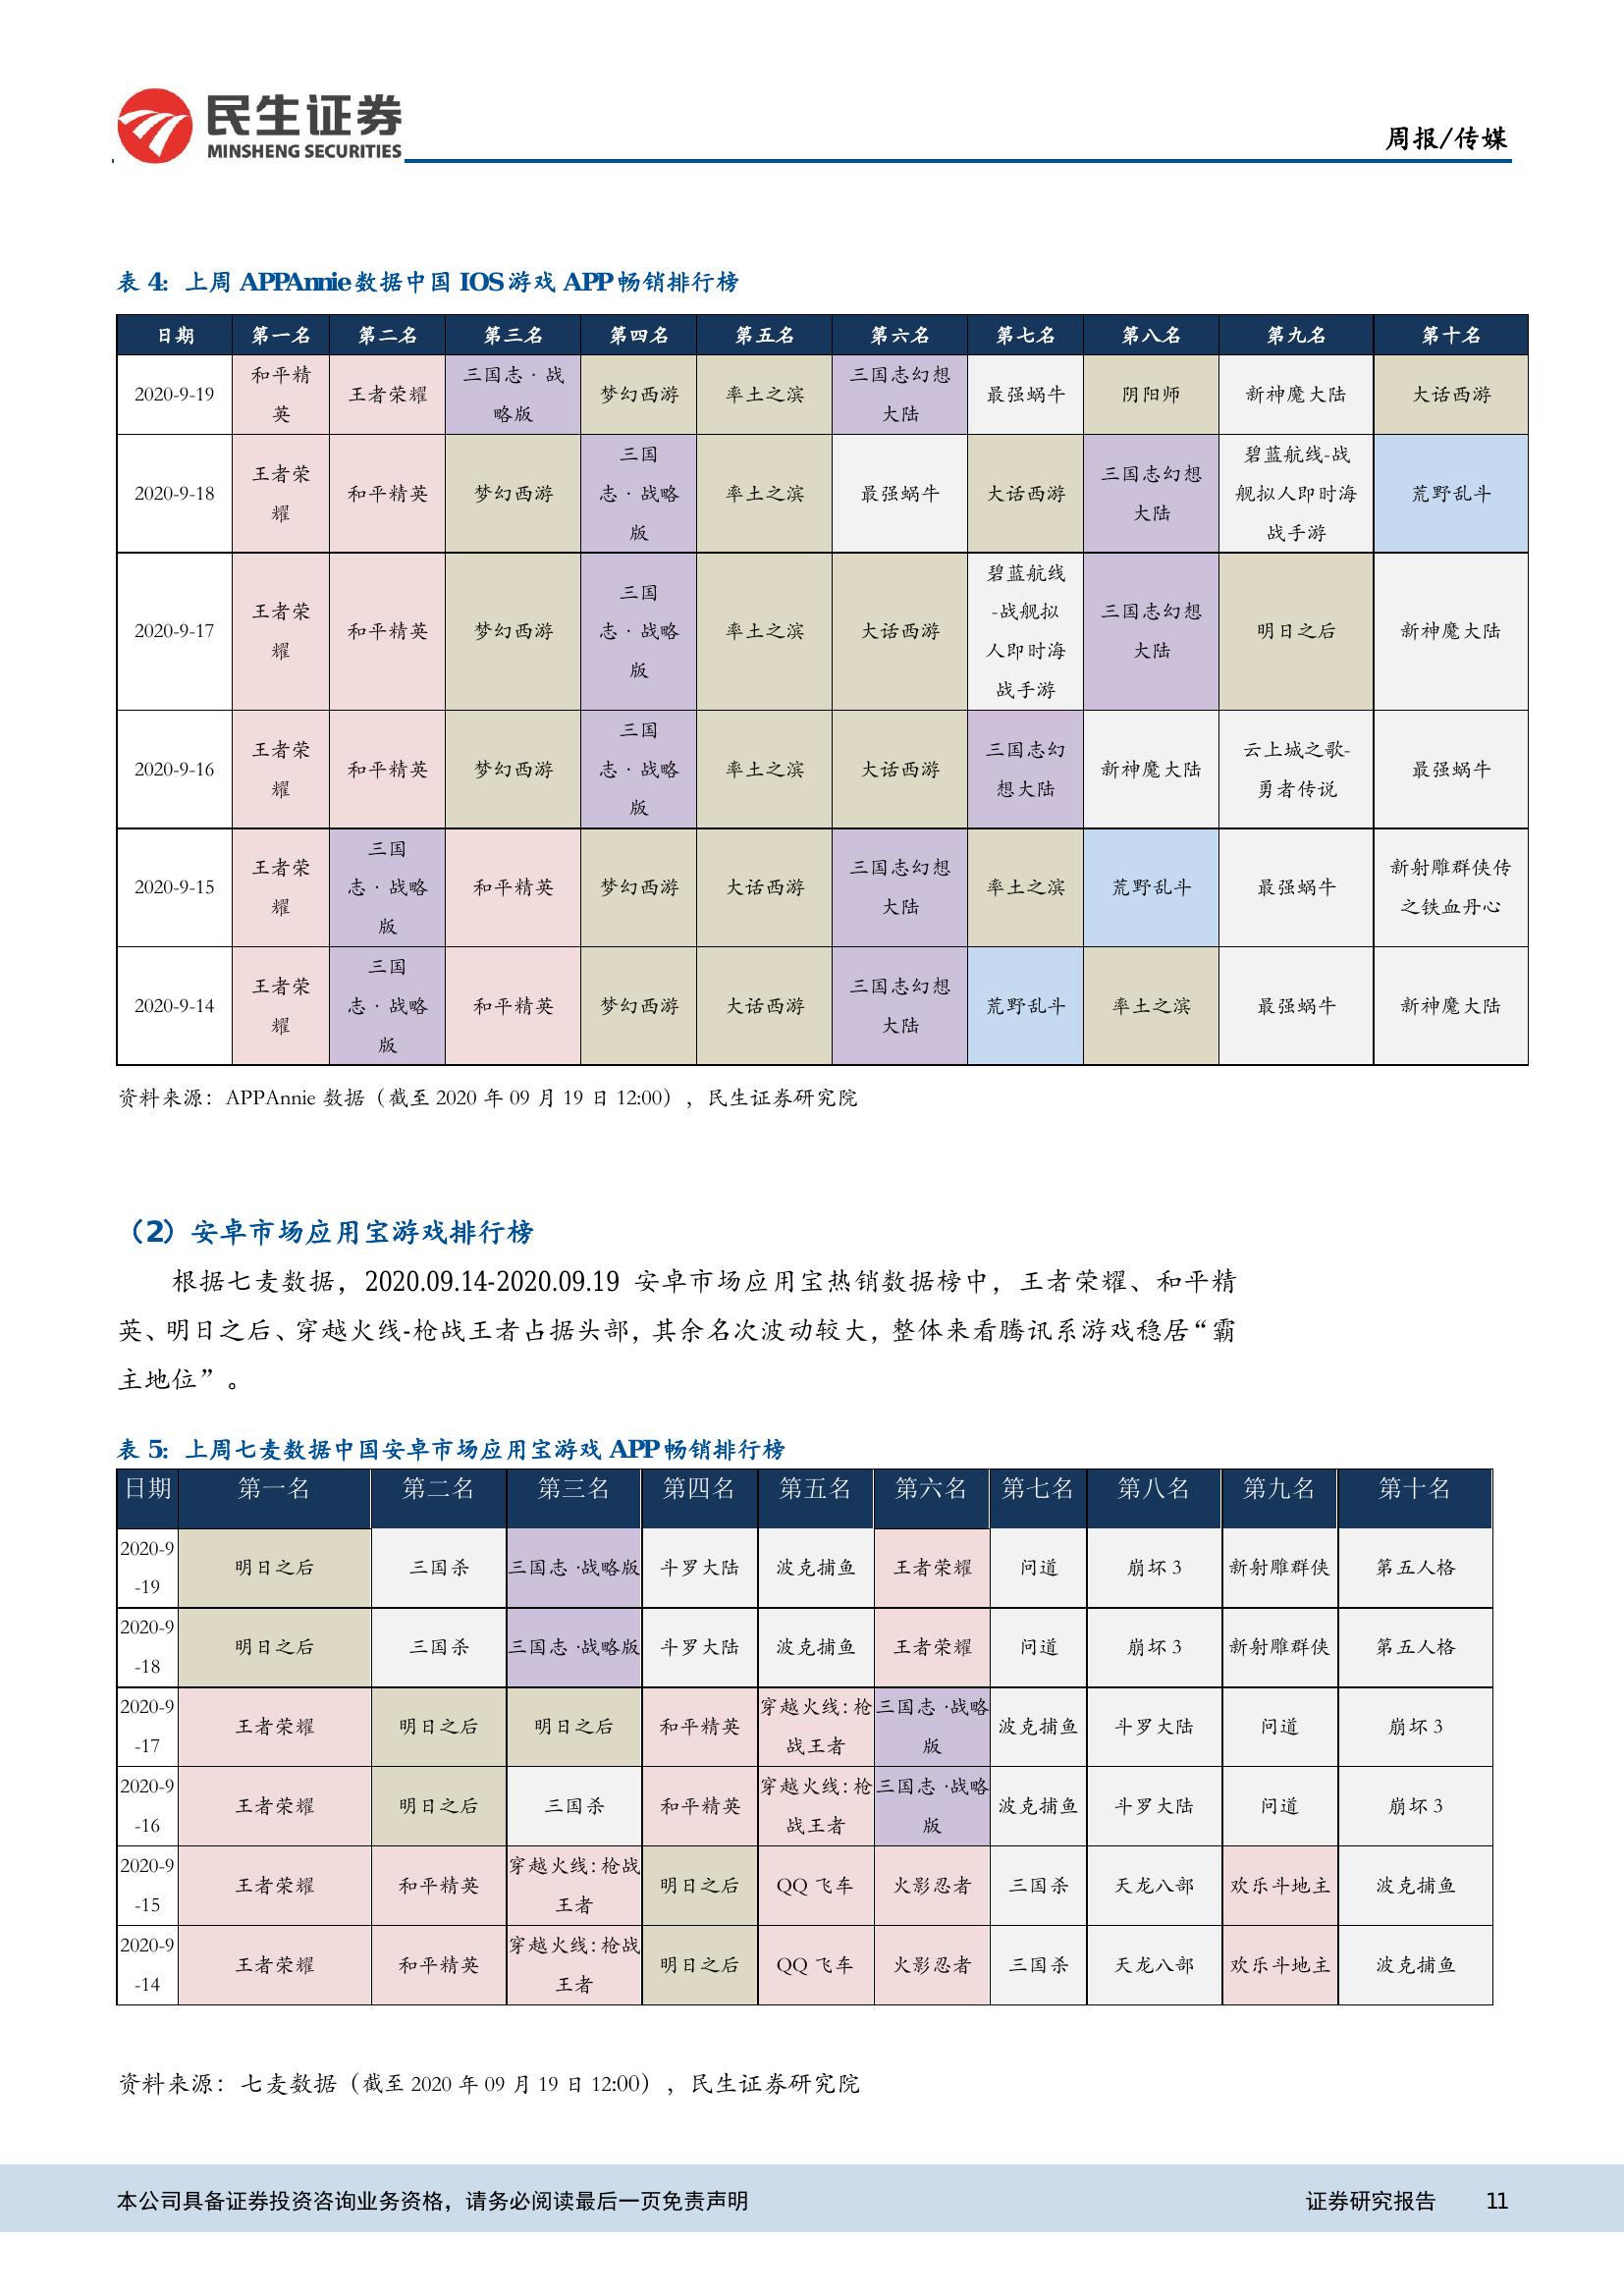 民生证券
MINSHENG SECURITIES
周报/传媒
表 4: 上周 APPAnnie 数据中国 IOS 游戏 APP 畅销排行榜
日期 第一名 第二名 第三名 第四名 第五名 第六名 第七名 第八名 第九名 第十名
2020-9-19 和平精英 王者荣耀 三国志·战略版 梦幻西游 率土之滨 三国志幻想大陆 最强蜗牛 阴阳师 新神魔大陆 大话西游
2020-9-18 王者荣耀 和平精英 梦幻西游 三国志·战略版 率土之滨 最强蜗牛 大话西游 三国志幻想大陆 碧蓝航线-战舰拟人即时海战手游 荒野乱斗
2020-9-17 王者荣耀 和平精英 梦幻西游 三国志·战略版 率土之滨 大话西游 碧蓝航线-战舰拟人即时海战手游 三国志幻想大陆 明日之后 新神魔大陆
2020-9-16 王者荣耀 和平精英 梦幻西游 三国志·战略版 率土之滨 大话西游 三国志幻想大陆 新神魔大陆 云上城之歌-勇者传说 最强蜗牛
2020-9-15 王者荣耀 三国志·战略版 和平精英 梦幻西游 大话西游 三国志幻想大陆 率土之滨 荒野乱斗 最强蜗牛 新射雕群侠传之铁血丹心
2020-9-14 王者荣耀 三国志·战略版 和平精英 梦幻西游 大话西游 三国志幻想大陆 荒野乱斗 率土之滨 最强蜗牛 新神魔大陆
资料来源：APPAnnie 数据（截至 2020 年 09 月 19 日 12:00），民生证券研究院
（2）安卓市场应用宝游戏排行榜
根据七麦数据，2020.09.14-2020.09.19 安卓市场应用宝热销数据榜中，王者荣耀、和平精
英、明日之后、穿越火线-枪战王者占据头部，其余名次波动较大，整体来看腾讯系游戏稳居“霸
主地位”。
表 5: 上周七麦数据中国安卓市场应用宝游戏 APP 畅销排行榜
日期 第一名 第二名 第三名 第四名 第五名 第六名 第七名 第八名 第九名 第十名
2020-9-19 明日之后 三国杀 三国志·战略版 斗罗大陆 波克捕鱼 王者荣耀 问道 崩坏 3 新射雕群侠 第五人格
2020-9-18 明日之后 三国杀 三国志·战略版 斗罗大陆 波克捕鱼 王者荣耀 问道 崩坏 3 新射雕群侠 第五人格
2020-9-17 王者荣耀 明日之后 明日之后 和平精英 穿越火线：枪战王者 三国志·战略版 波克捕鱼 斗罗大陆 问道 崩坏 3
2020-9-16 王者荣耀 明日之后 三国杀 和平精英 穿越火线：枪战王者 三国志·战略版 波克捕鱼 斗罗大陆 问道 崩坏 3
2020-9-15 王者荣耀 和平精英 穿越火线：枪战王者 明日之后 QQ 飞车 火影忍者 三国杀 天龙八部 欢乐斗地主 波克捕鱼
2020-9-14 王者荣耀 和平精英 穿越火线：枪战王者 明日之后 QQ 飞车 火影忍者 三国杀 天龙八部 欢乐斗地主 波克捕鱼
资料来源：七麦数据（截至 2020 年 09 月 19 日 12:00），民生证券研究院
本公司具备证券投资咨询业务资格，请务必阅读最后一页免责声明 证券研究报告 11